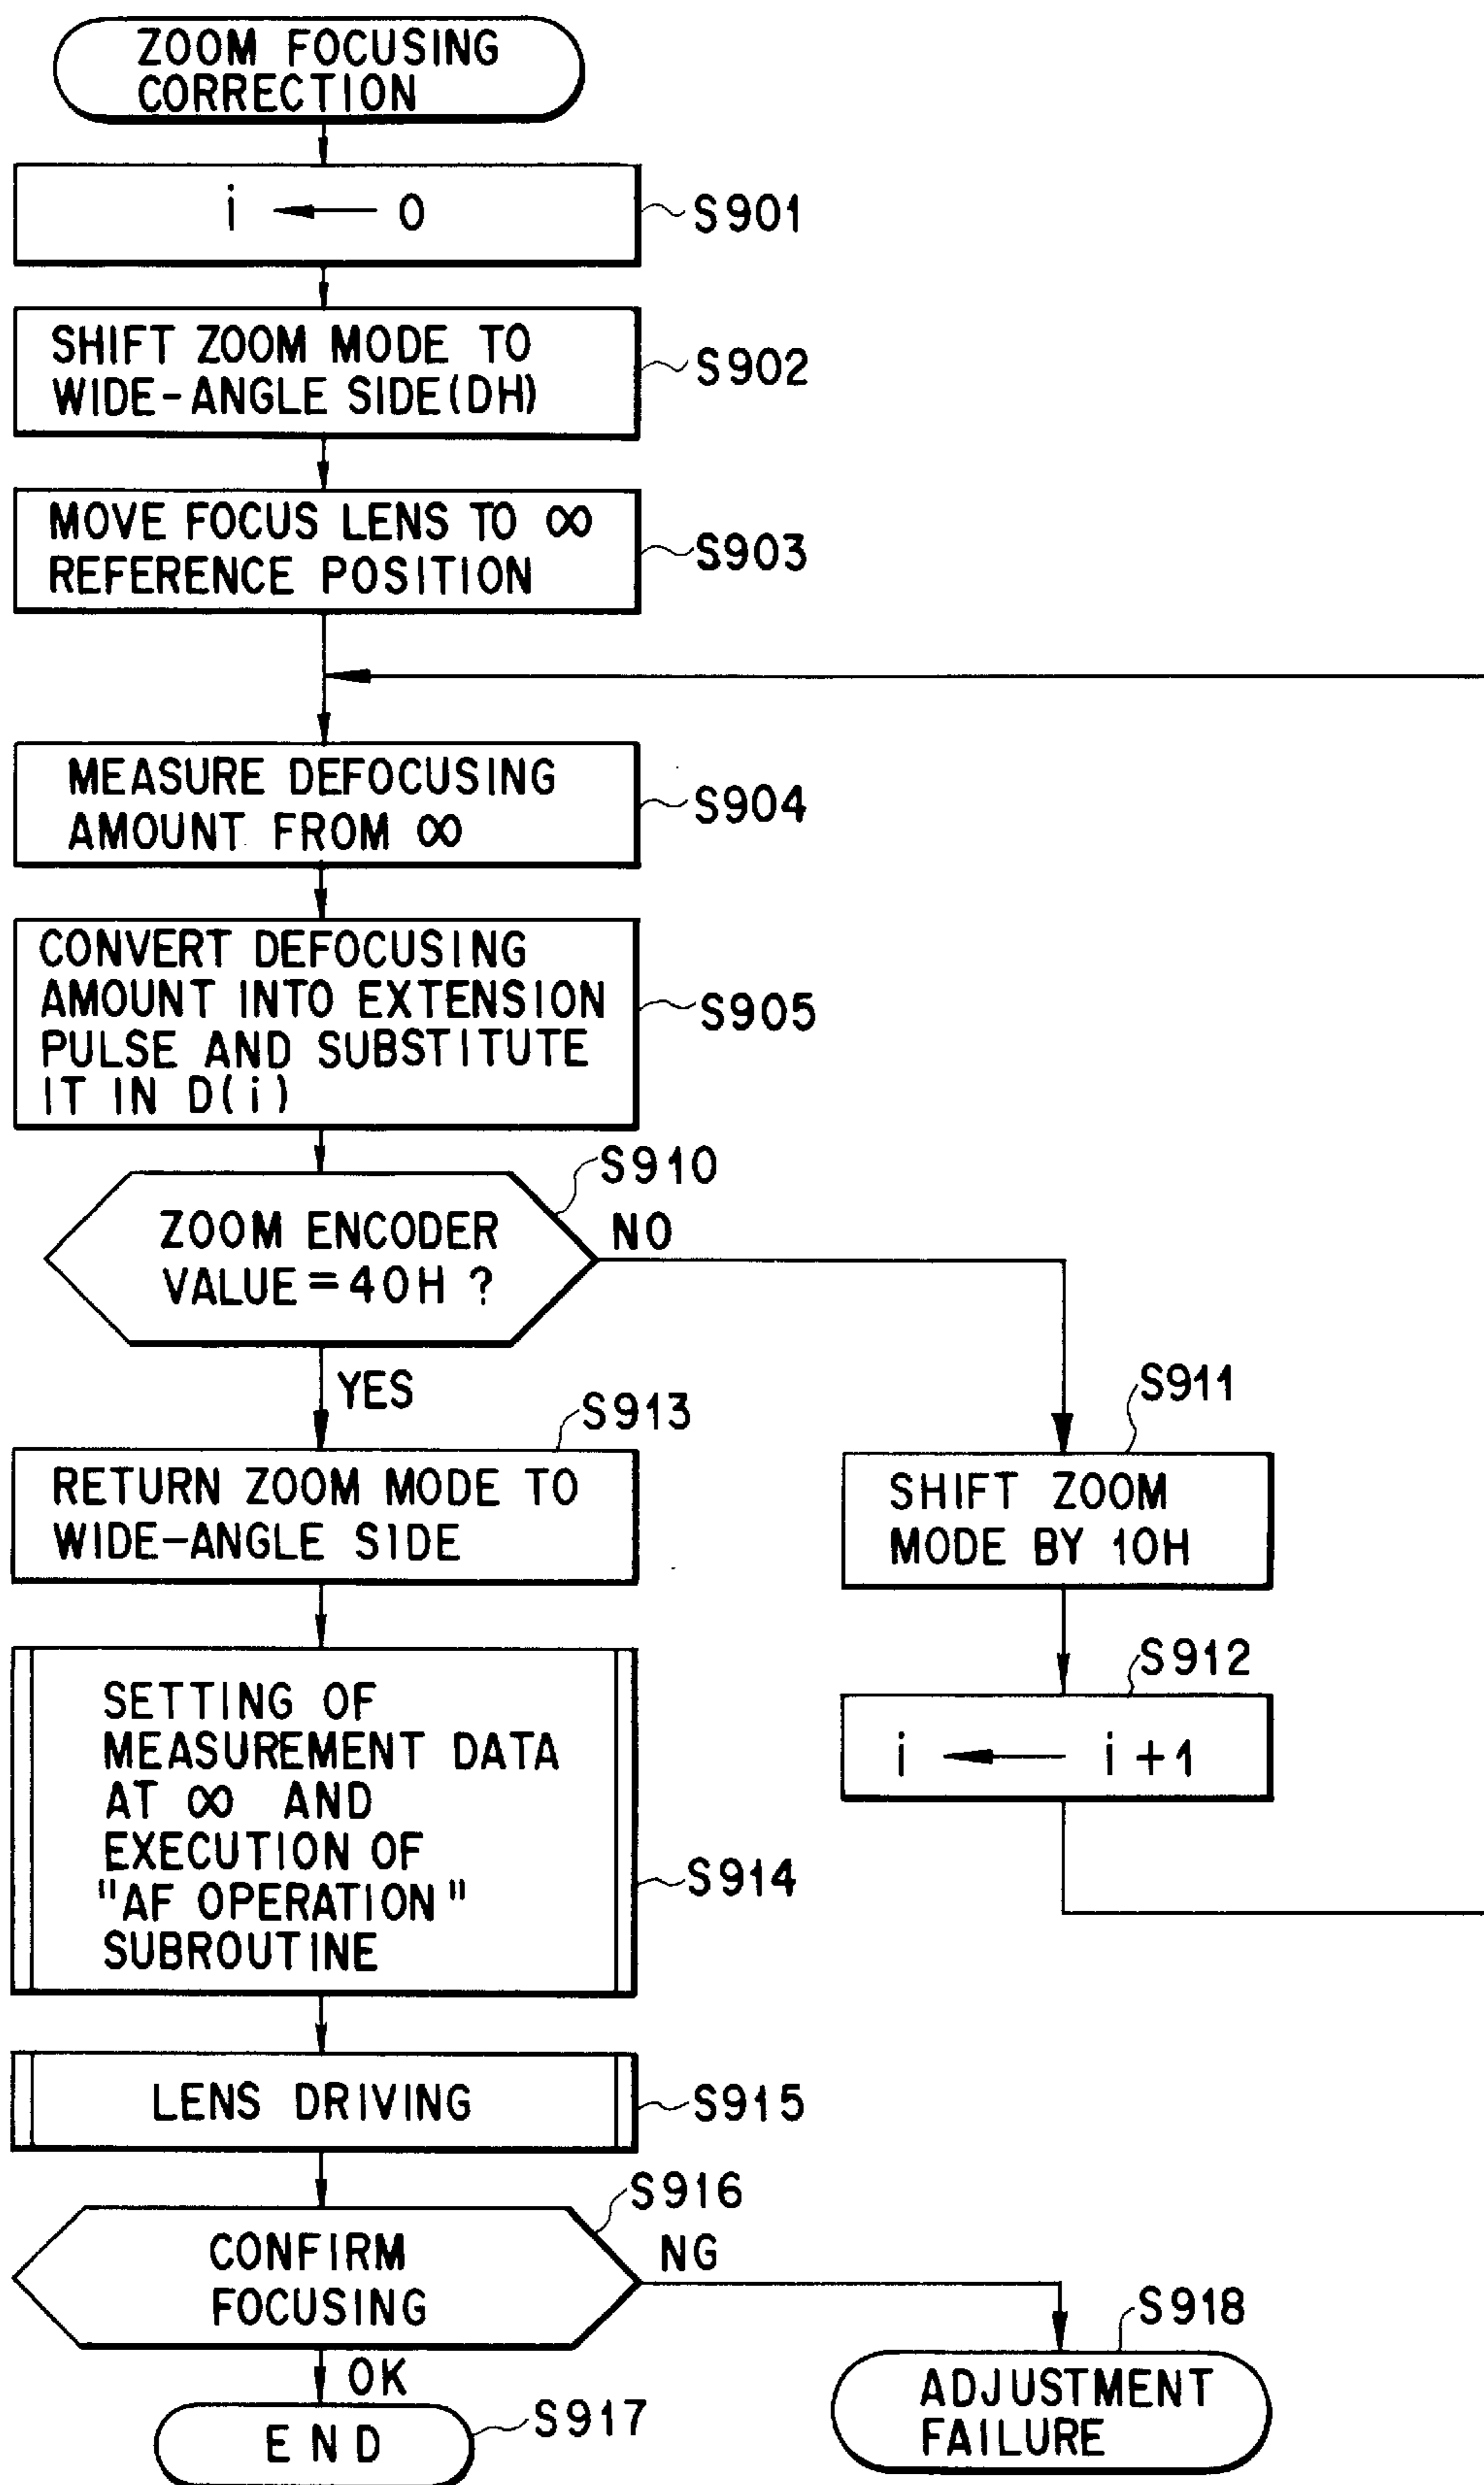 ZOOM FOCUSING
CORRECTION
i ← 0
S901
SHIFT ZOOM MODE TO
WIDE-ANGLE SIDE(DH)
S902
MOVE FOCUS LENS TO ∞
REFERENCE POSITION
S903
MEASURE DEFOCUSING
AMOUNT FROM ∞
S904
CONVERT DEFOCUSING
AMOUNT INTO EXTENSION
PULSE AND SUBSTITUTE
IT IN D(i)
S905
S910
ZOOM ENCODER
VALUE=40H ?
NO
YES
S913
RETURN ZOOM MODE TO
WIDE-ANGLE SIDE
S911
SHIFT ZOOM
MODE BY 10H
S912
i ← i+1
SETTING OF
MEASUREMENT DATA
AT ∞ AND
EXECUTION OF
"AF OPERATION"
SUBROUTINE
S914
LENS DRIVING
S915
S916
CONFIRM
FOCUSING
NG
OK
S918
ADJUSTMENT
FAILURE
END
S917